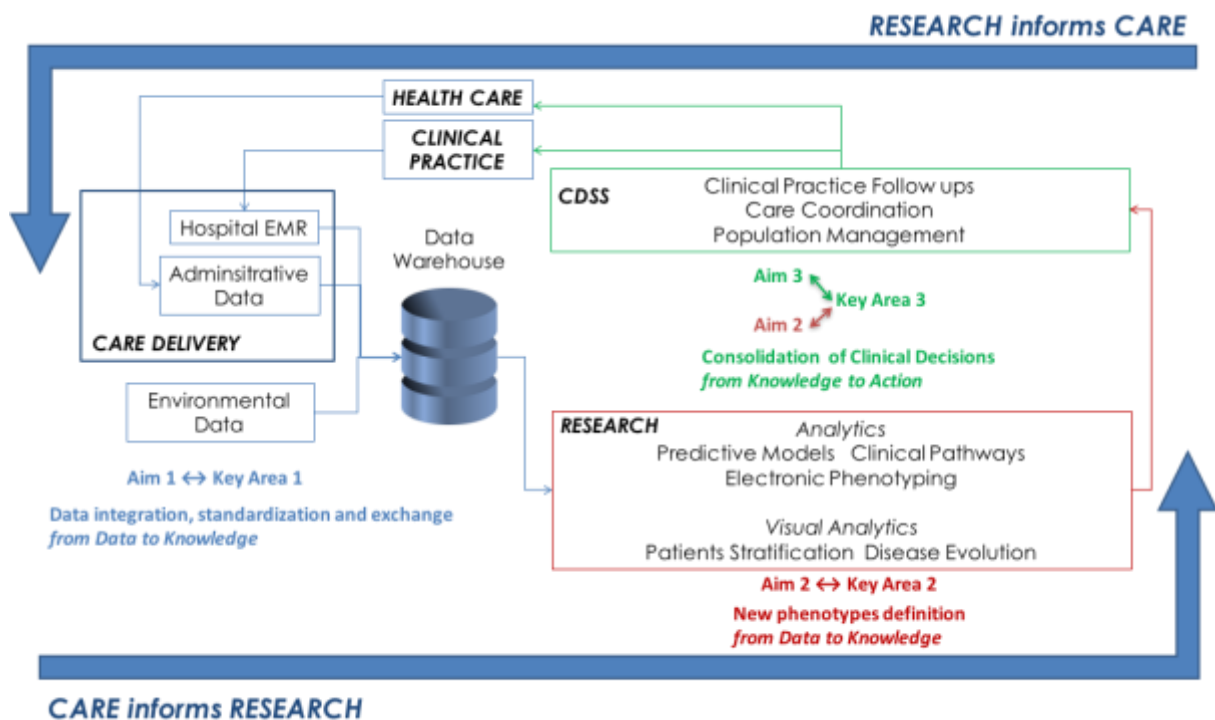 RESEARCH informs CARE
HEALTH CARE
CLINICAL
PRACTICE
CDSS
Clinical Practice Follow ups
Care Coordination
Population Management
Hospital EMR
Adminsitrative
Data
CARE DELIVERY
Data
Warehouse
Environmental
Data
Aim 3
Key Area 3
Aim 2
Consolidation of Clinical Decisions
from Knowledge to Action
Aim 1 ↔ Key Area 1
Data integration, standardization and exchange
from Data to Knowledge
RESEARCH
Analytics
Predictive Models Clinical Pathways
Electronic Phenotyping
Visual Analytics
Patients Stratification Disease Evolution
Aim 2 ↔ Key Area 2
New phenotypes definition
from Data to Knowledge
CARE informs RESEARCH